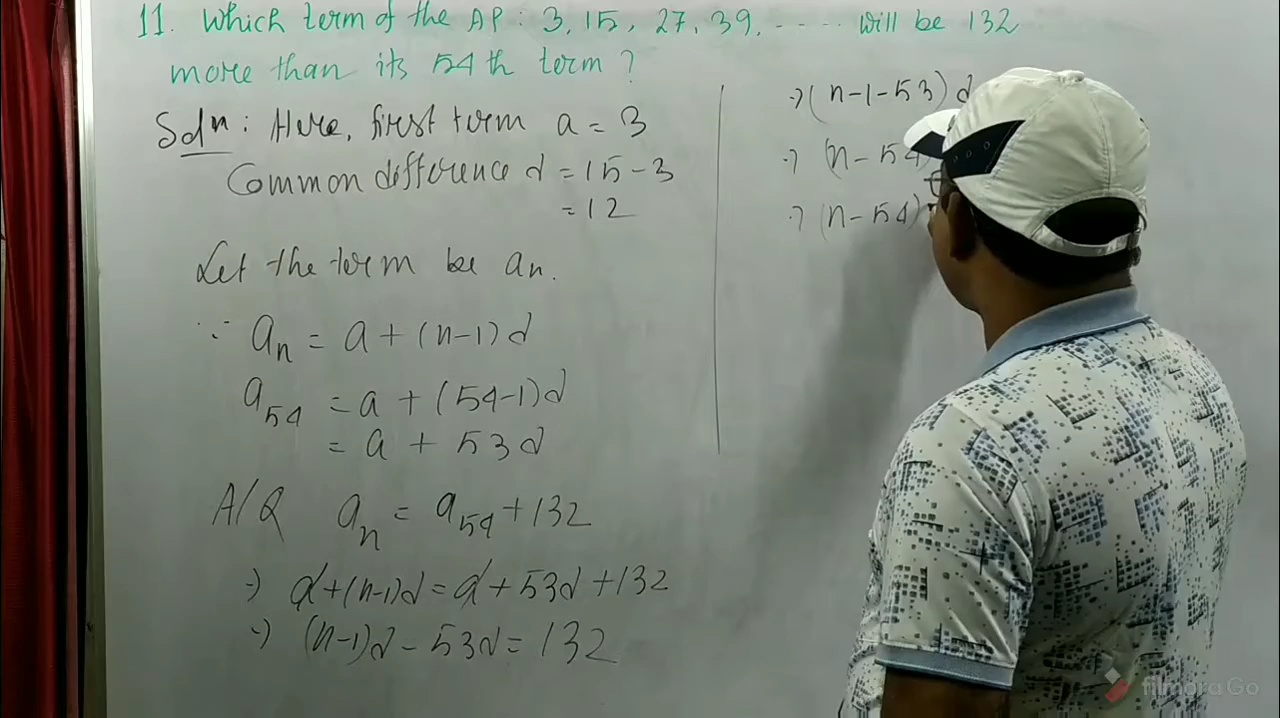 11. Which term of the AP: 3, 15, 27, 39, ..... will be 132
more than its 54th term?
Soln: Here, first term a = 3
Common difference d = 15 - 3
= 12
Let the term be an.
∵ an = a + (n-1)d
a54 = a + (54-1)d
= a + 53d
A/Q an = a54 + 132
⇒ a + (n-1)d = a + 53d + 132
⇒ (n-1)d - 53d = 132
⇒ (n-1-53)d
⇒ (n-54)
⇒ (n-54)
filmoraGo